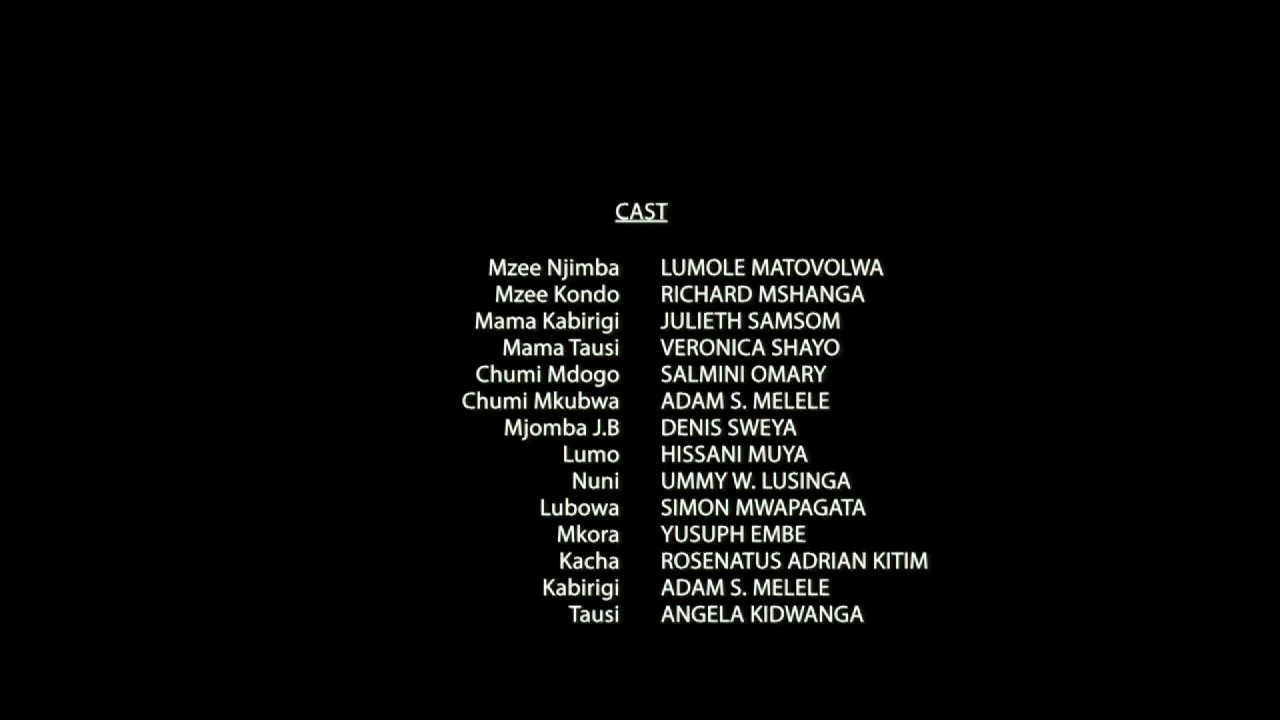 CAST
Mzee Njimba LUMOLE MATOVOLWA
Mzee Kondo RICHARD MSHANGA
Mama Kabirigi JULIETH SAMSOM
Mama Tausi VERONICA SHAYO
Chumi Mdogo SALMINI OMARY
Chumi Mkubwa ADAM S. MELELE
Mjomba J.B DENIS SWEYA
Lumo HISSANI MUYA
Nuni UMMY W. LUSINGA
Lubowa SIMON MWAPAGATA
Mkora YUSUPH EMBE
Kacha ROSENATUS ADRIAN KITIM
Kabirigi ADAM S. MELELE
Tausi ANGELA KIDWANGA